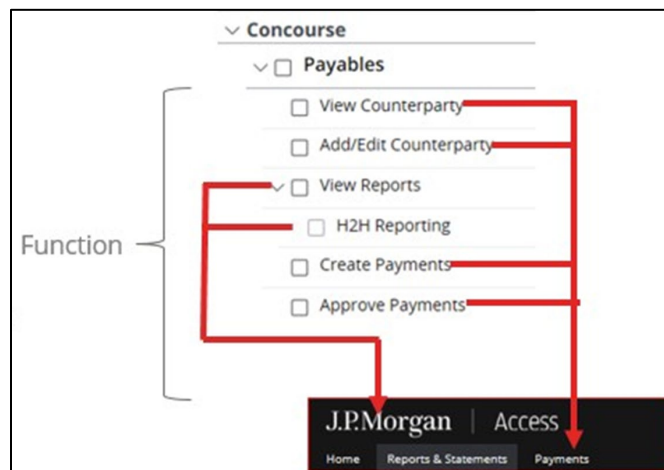 Concourse
Payables
View Counterparty
Add/Edit Counterparty
View Reports
H2H Reporting
Function
Create Payments
Approve Payments
J.P.Morgan | Access
Home Reports & Statements Payments